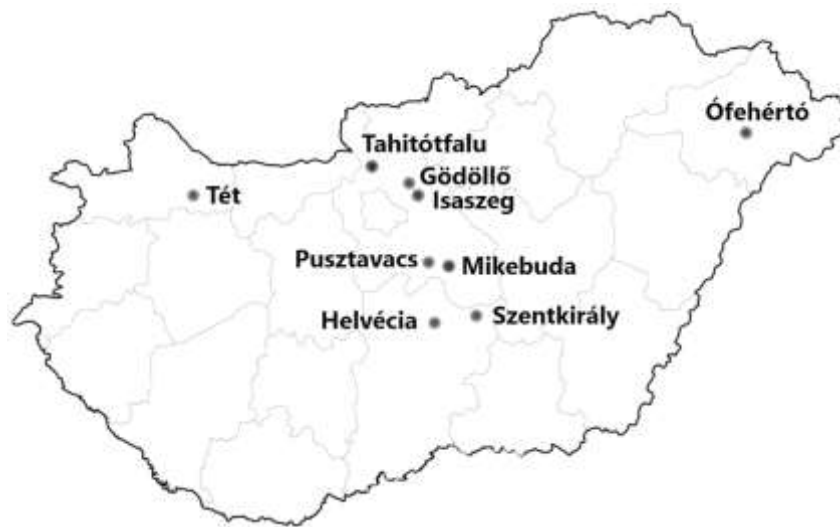 Ófehértó
Tahitótfalu
Gödöllő
Tét
Isaszeg
Pusztavacs
Mikebuda
Helvécia
Szentkirály